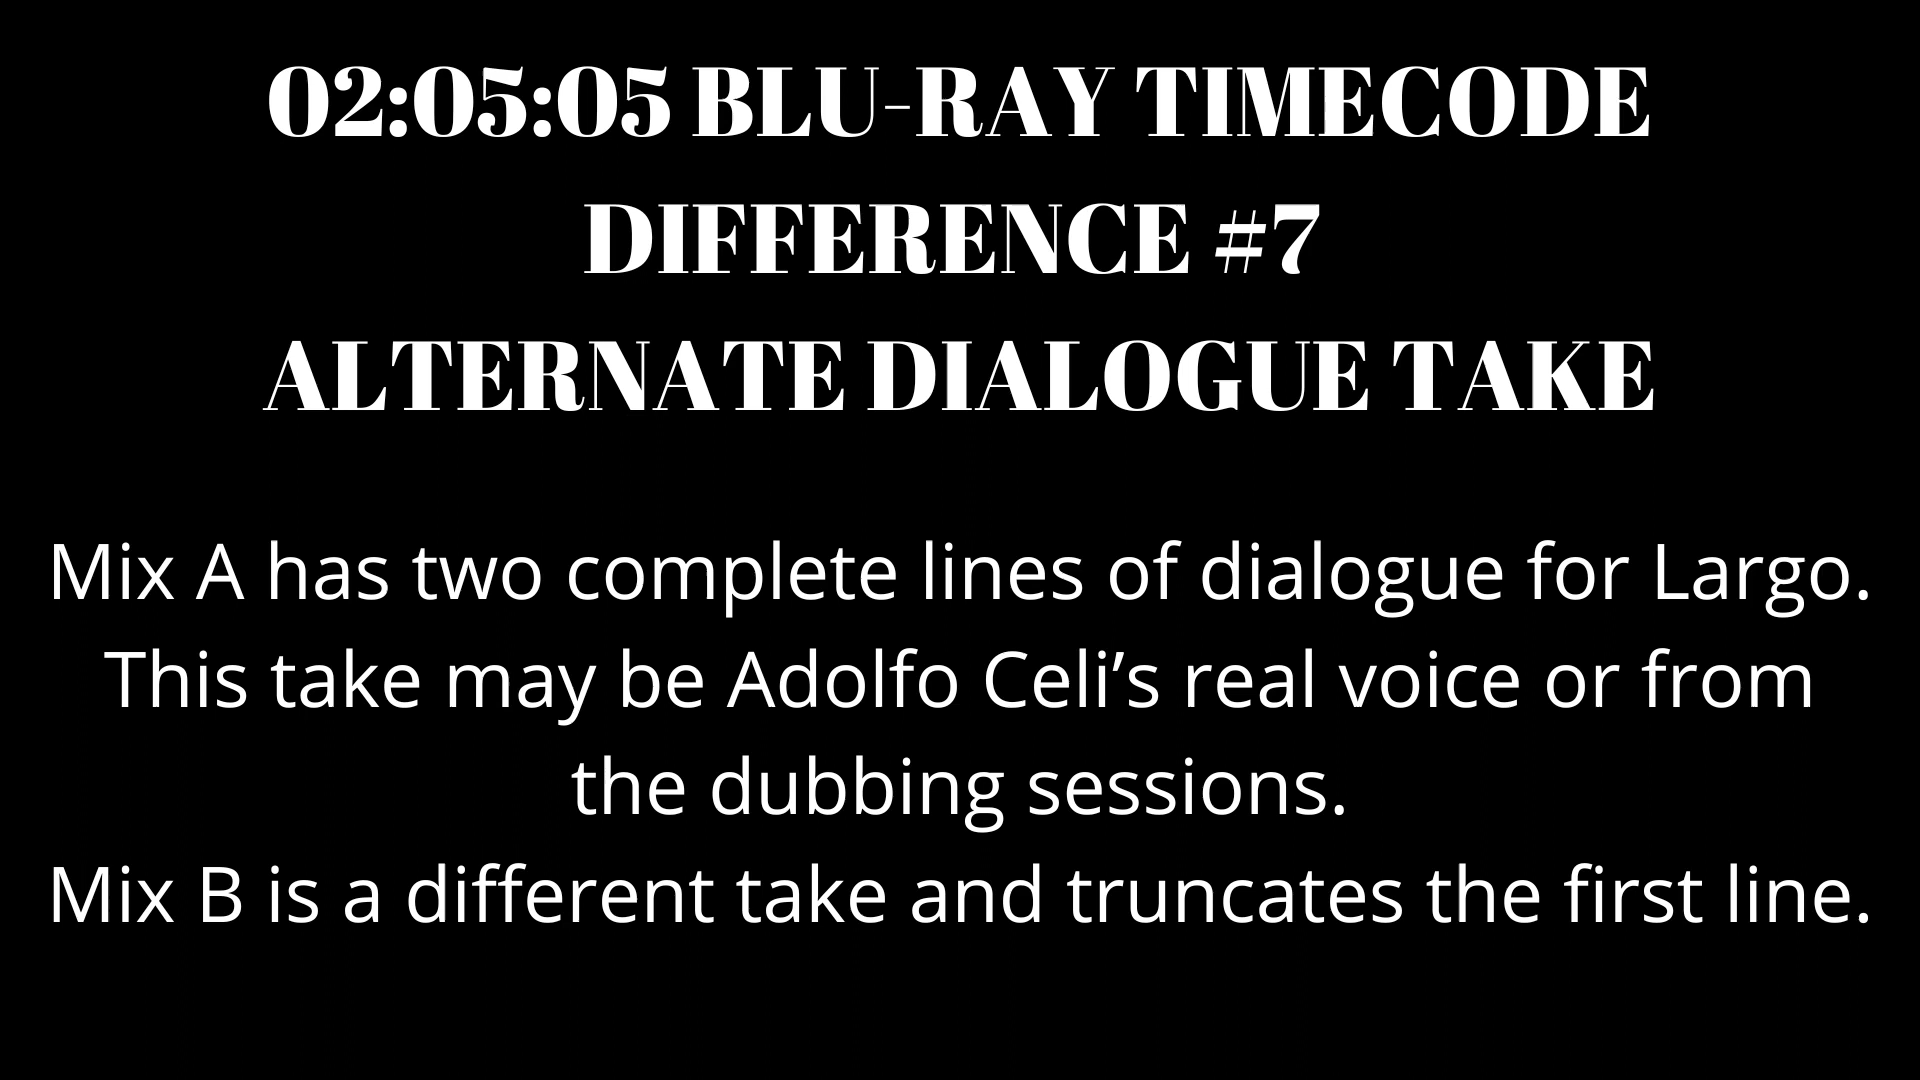 02:05:05 BLU-RAY TIMECODE
DIFFERENCE #7
ALTERNATE DIALOGUE TAKE
Mix A has two complete lines of dialogue for Largo.
This take may be Adolfo Celi’s real voice or from
the dubbing sessions.
Mix B is a different take and truncates the first line.